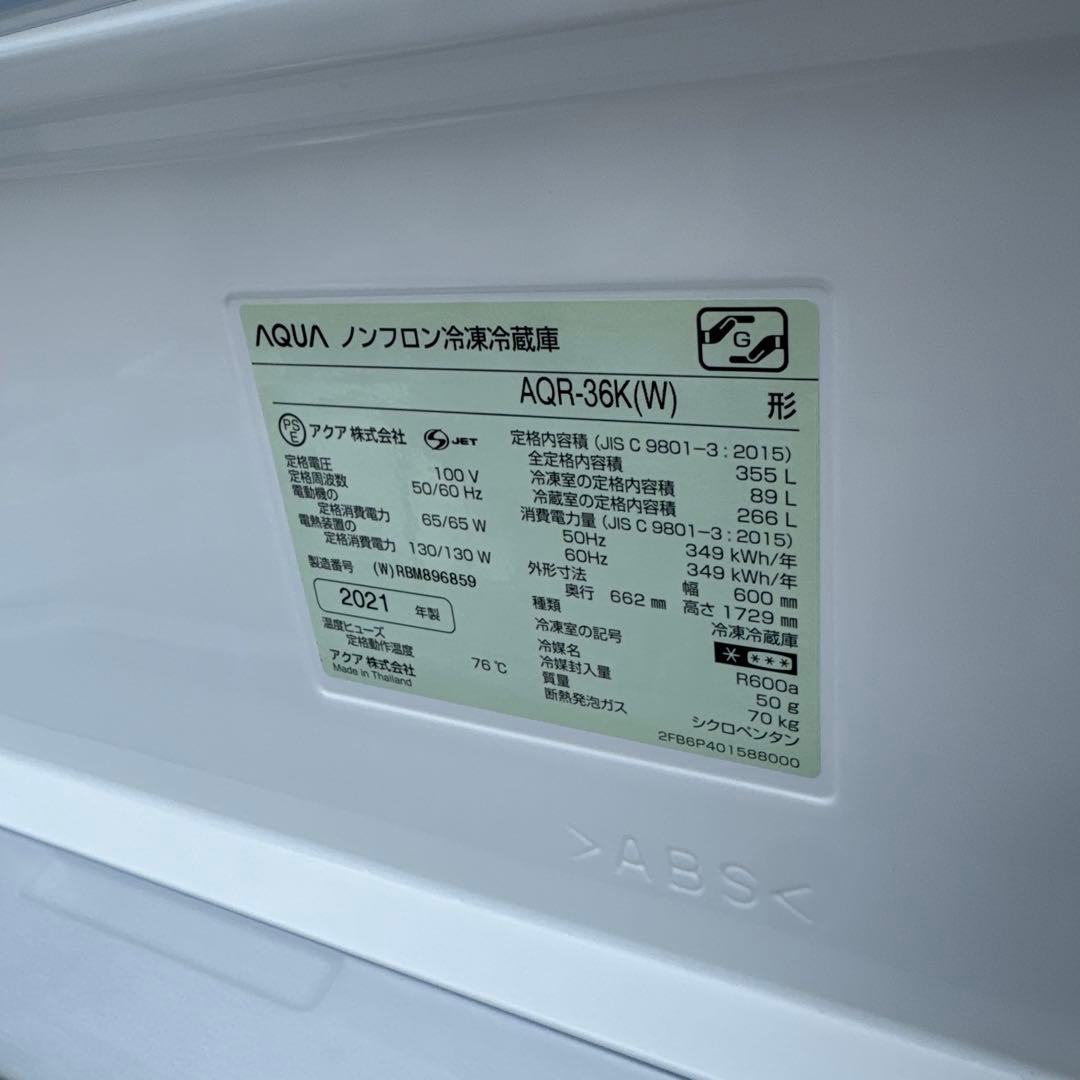 AQUA ノンフロン冷凍冷蔵庫
G
AQR-36K(W) 形
PSE アクア株式会社 S JET
定格電圧 100 V
定格周波数 50/60 Hz
電動機の
定格消費電力 65/65 W
電熱装置の
定格消費電力 130/130 W
製造番号 (W)RBM896859
2021 年製
温度ヒューズ
定格動作温度 76℃
アクア株式会社
Made in Thailand
定格内容積 (JIS C 9801-3 : 2015)
全定格内容積 355 L
冷凍室の定格内容積 89 L
冷蔵室の定格内容積 266 L
消費電力量 (JIS C 9801-3 : 2015)
50Hz 349 kWh/年
60Hz 349 kWh/年
外形寸法 幅 600 mm
奥行 662 mm 高さ 1729 mm
種類 冷凍冷蔵庫
冷凍室の記号 * ***
冷媒名 R600a
冷媒封入量 50 g
質量 70 kg
断熱発泡ガス シクロペンタン
2FB6P401588000
>ABS<